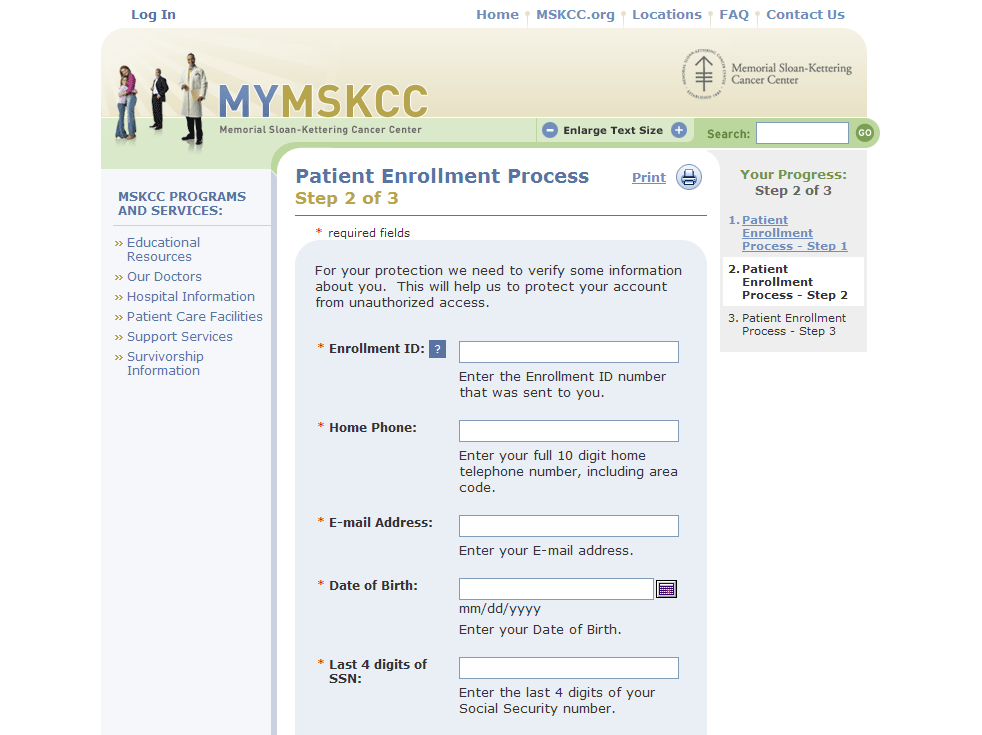 Log In
Home
MSKCC.org
Locations
FAQ
Contact Us
MYMSKCC
Memorial Sloan-Kettering Cancer Center
Memorial Sloan-Kettering
Cancer Center
Enlarge Text Size
Search:
GO
MSKCC PROGRAMS
AND SERVICES:
» Educational
Resources
» Our Doctors
» Hospital Information
» Patient Care Facilities
» Support Services
» Survivorship
Information
Patient Enrollment Process
Step 2 of 3
Print
* required fields
For your protection we need to verify some information
about you. This will help us to protect your account
from unauthorized access.
* Enrollment ID: ?
Enter the Enrollment ID number
that was sent to you.
* Home Phone:
Enter your full 10 digit home
telephone number, including area
code.
* E-mail Address:
Enter your E-mail address.
* Date of Birth:
mm/dd/yyyy
Enter your Date of Birth.
* Last 4 digits of
SSN:
Enter the last 4 digits of your
Social Security number.
Your Progress:
Step 2 of 3
1. Patient
Enrollment
Process - Step 1
2. Patient
Enrollment
Process - Step 2
3. Patient Enrollment
Process - Step 3